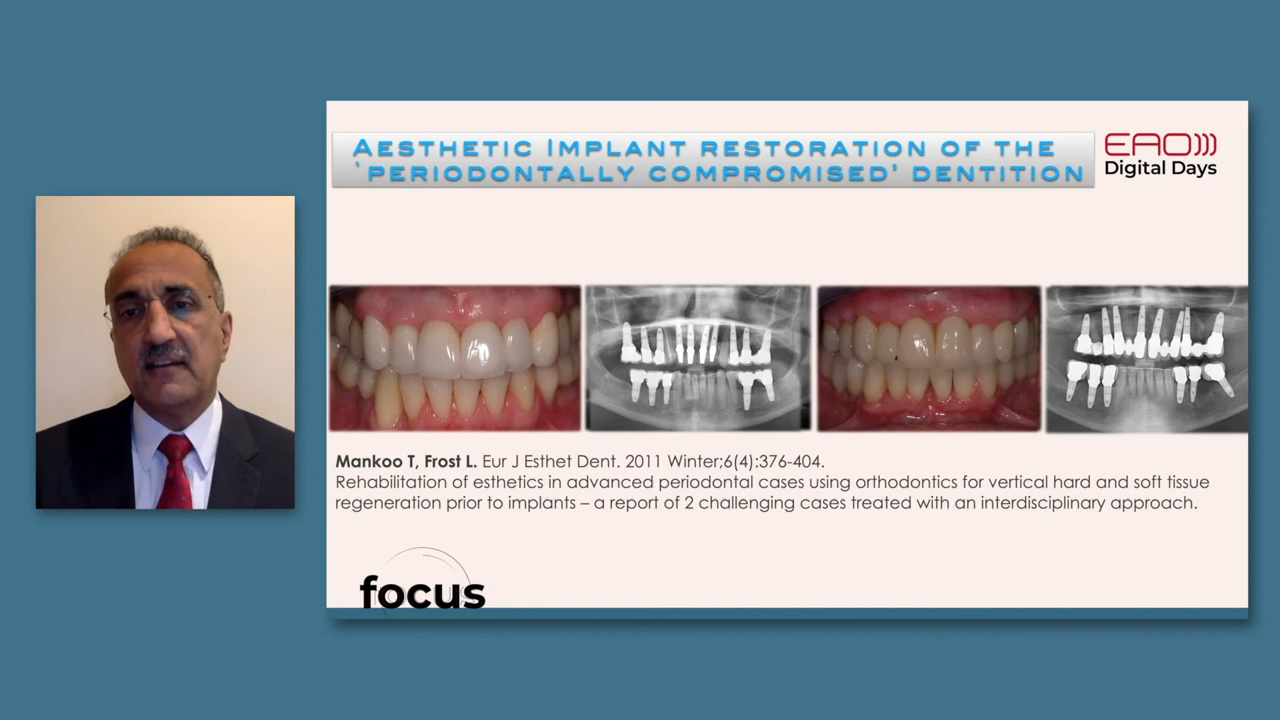 AESTHETIC IMPLANT RESTORATION OF THE
'PERIODONTALLY COMPROMISED' DENTITION
EAO)))
Digital Days
Mankoo T, Frost L. Eur J Esthet Dent. 2011 Winter;6(4):376-404.
Rehabilitation of esthetics in advanced periodontal cases using orthodontics for vertical hard and soft tissue
regeneration prior to implants – a report of 2 challenging cases treated with an interdisciplinary approach.
focus